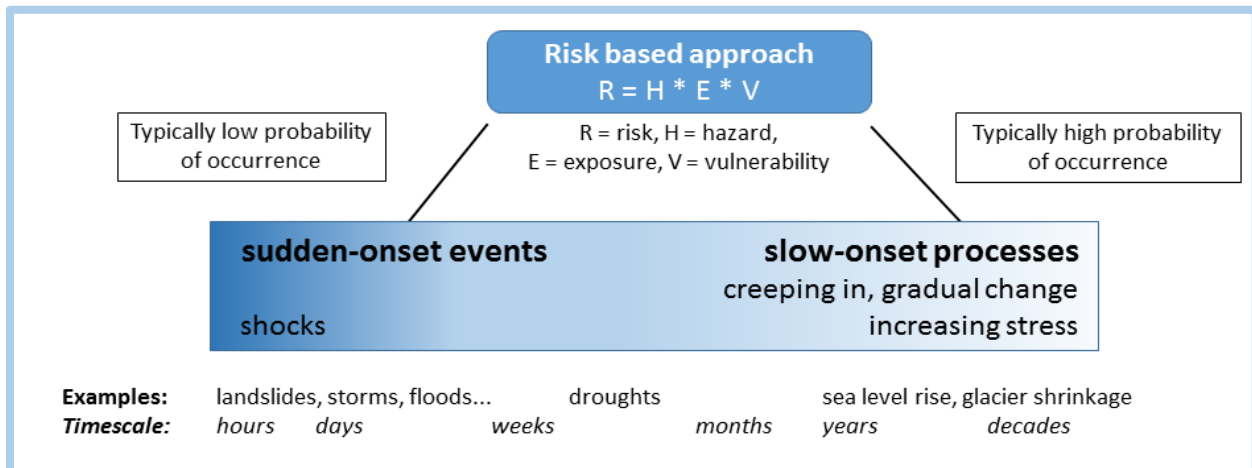 Risk based approach
R = H * E * V
Typically low probability
of occurrence
R = risk, H = hazard,
E = exposure, V = vulnerability
Typically high probability
of occurrence
sudden-onset events
slow-onset processes
creeping in, gradual change
shocks
increasing stress
Examples: landslides, storms, floods... droughts sea level rise, glacier shrinkage
Timescale: hours days weeks months years decades